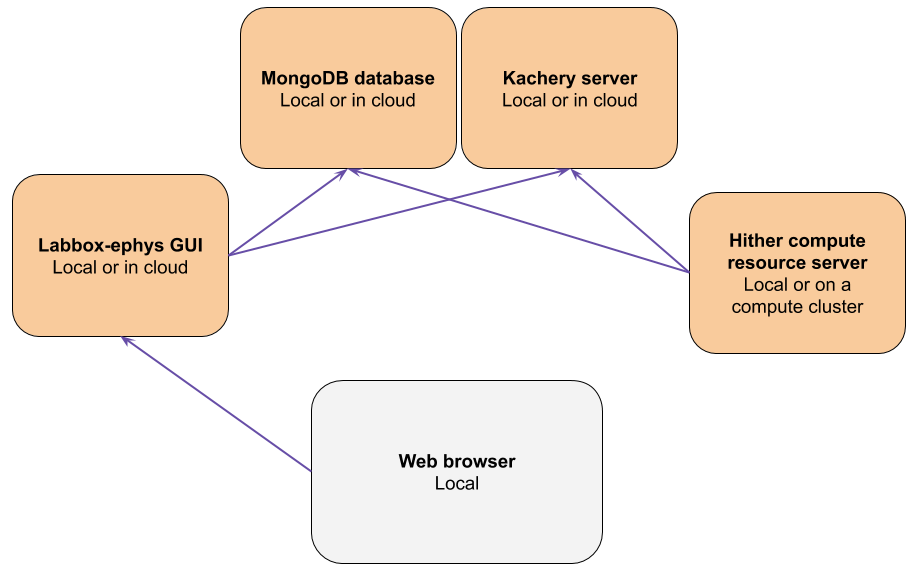 MongoDB database
Local or in cloud
Kachery server
Local or in cloud
Labbox-ephys GUI
Local or in cloud
Hither compute
resource server
Local or on a
compute cluster
Web browser
Local